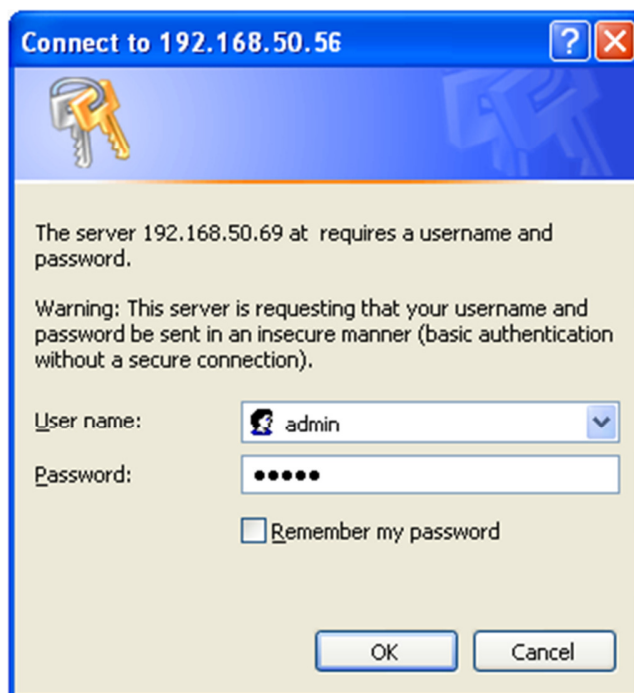 Connect to 192.168.50.56
The server 192.168.50.69 at  requires a username and
password.
Warning: This server is requesting that your username and
password be sent in an insecure manner (basic authentication
without a secure connection).
User name:
admin
Password:
•••••
Remember my password
OK
Cancel